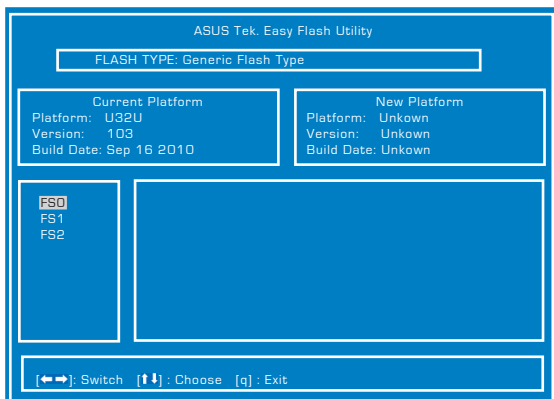 ASUS Tek. Easy Flash Utility
FLASH TYPE: Generic Flash Type
Current Platform
Platform: U32U
Version: 103
Build Date: Sep 16 2010
New Platform
Platform: Unkown
Version: Unkown
Build Date: Unkown
FS0
FS1
FS2
[←→]: Switch [↑↓] : Choose [q] : Exit